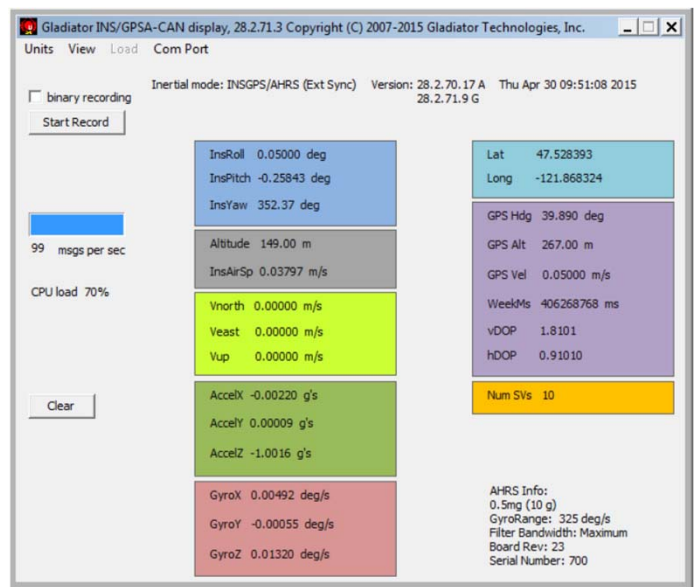 Gladiator INS/GPSA-CAN display, 28.2.71.3 Copyright (C) 2007-2015 Gladiator Technologies, Inc.
Units View Load Com Port
Inertial mode: INSGPS/AHRS (Ext Sync) Version: 28.2.70.17 A Thu Apr 30 09:51:08 2015
28.2.71.9 G
binary recording
Start Record
99 msgs per sec
CPU load 70%
Clear
InsRoll 0.05000 deg
InsPitch -0.25843 deg
InsYaw 352.37 deg
Altitude 149.00 m
InsAirSp 0.03797 m/s
Vnorth 0.00000 m/s
Veast 0.00000 m/s
Vup 0.00000 m/s
AccelX -0.00220 g's
AccelY 0.00009 g's
AccelZ -1.0016 g's
GyroX 0.00492 deg/s
GyroY -0.00055 deg/s
GyroZ 0.01320 deg/s
Lat 47.528393
Long -121.868324
GPS Hdg 39.890 deg
GPS Alt 267.00 m
GPS Vel 0.05000 m/s
WeekMs 406268768 ms
vDOP 1.8101
hDOP 0.91010
Num SVs 10
AHRS Info:
0.5mg (10 g)
GyroRange: 325 deg/s
Filter Bandwidth: Maximum
Board Rev: 23
Serial Number: 700